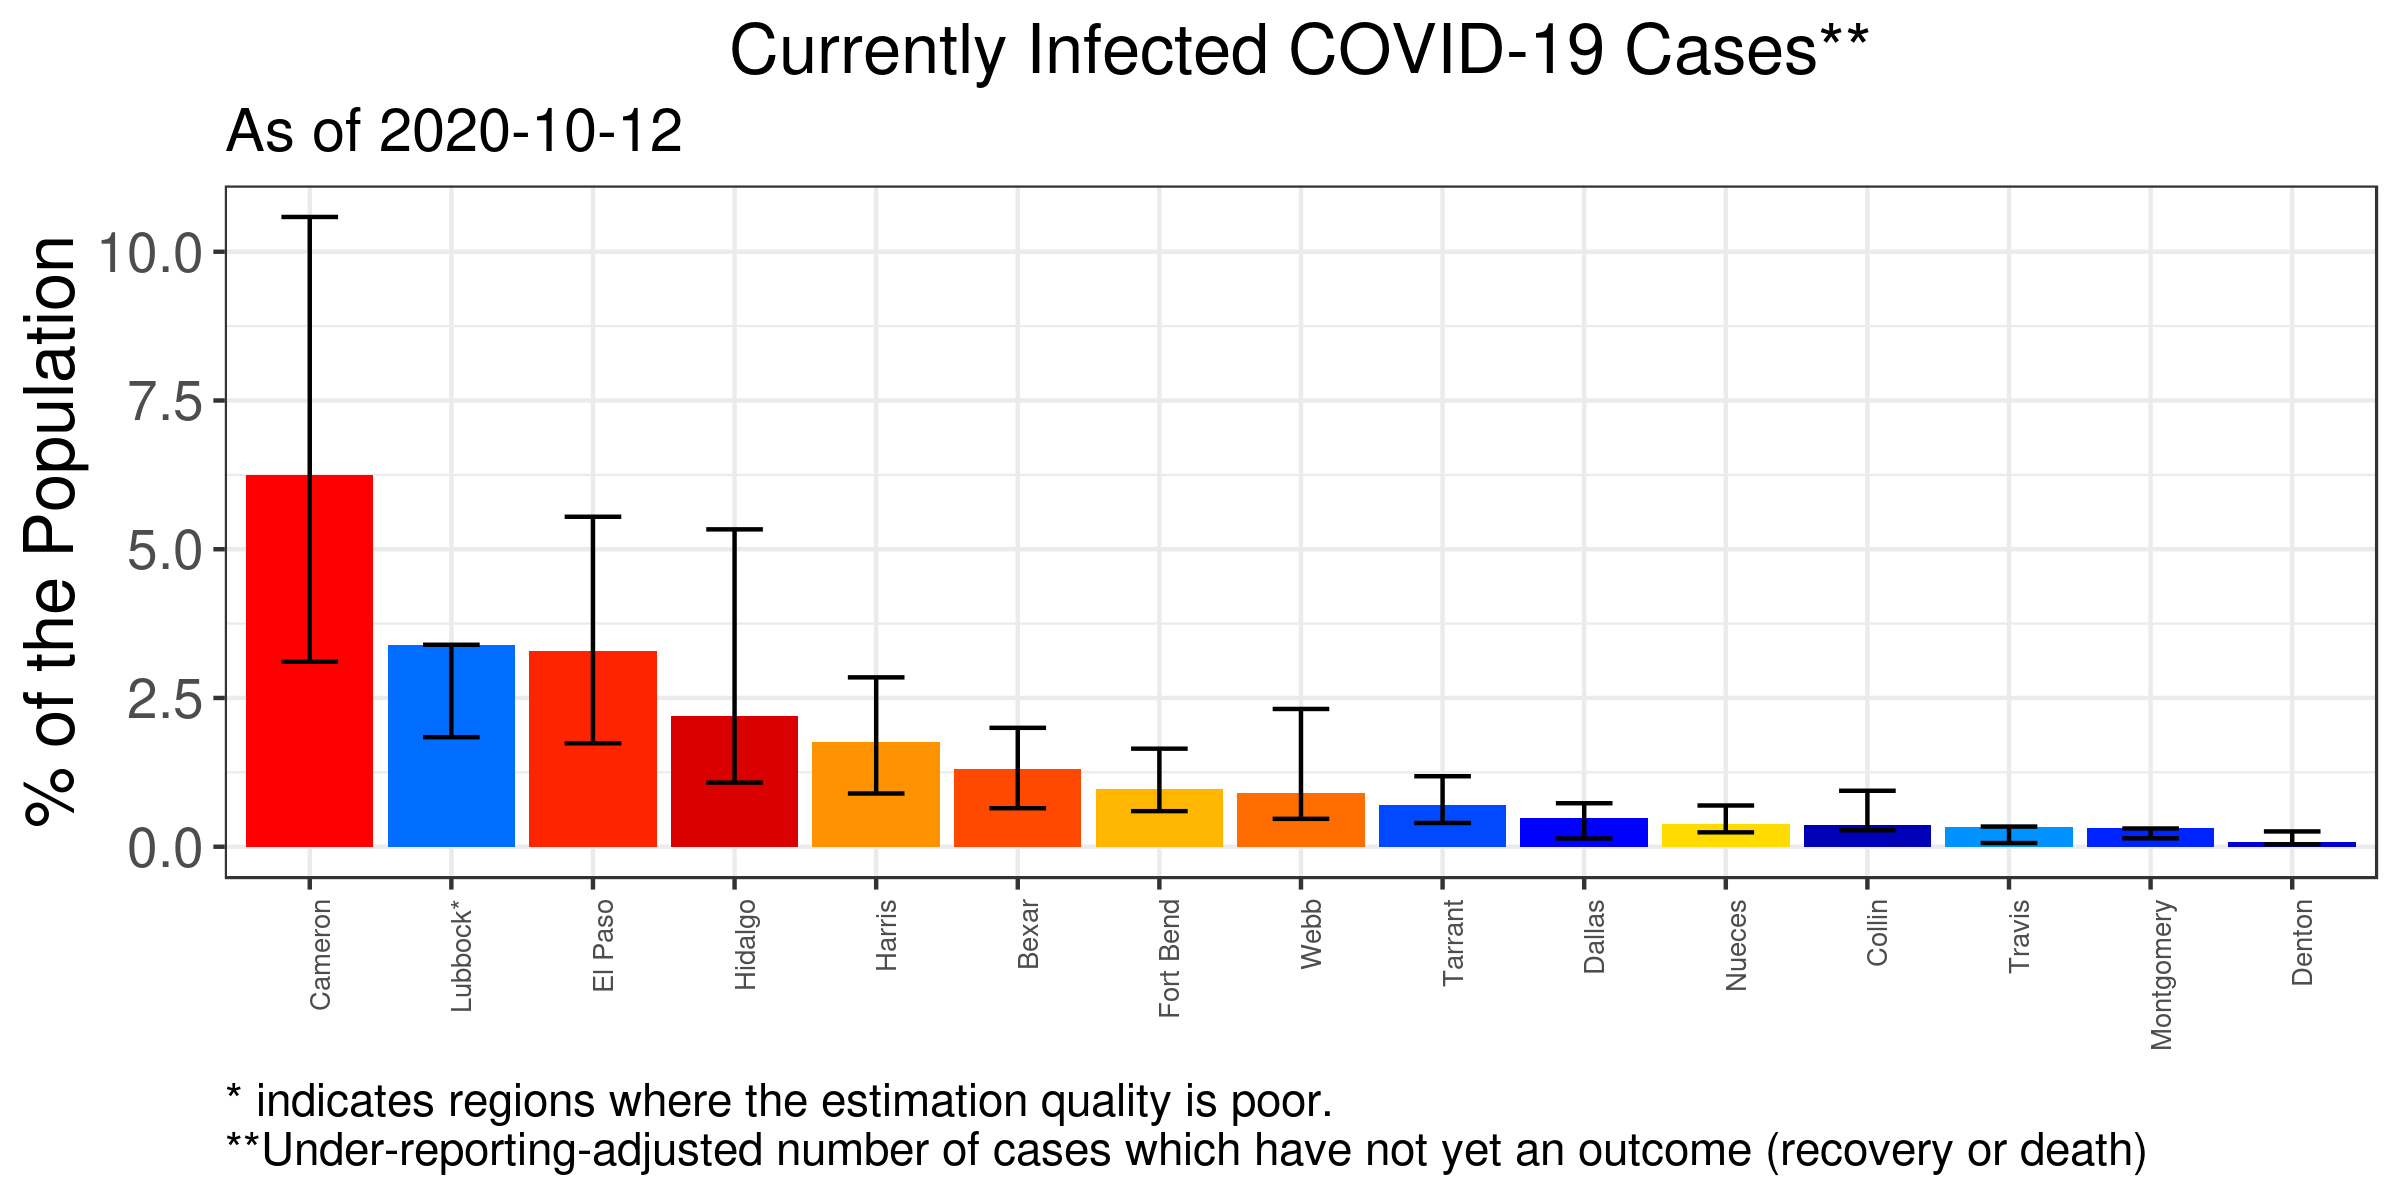 Currently Infected COVID-19 Cases**
As of 2020-10-12
% of the Population
10.0
7.5
5.0
2.5
0.0
Cameron
Lubbock*
El Paso
Hidalgo
Harris
Bexar
Fort Bend
Webb
Tarrant
Dallas
Nueces
Collin
Travis
Montgomery
Denton
* indicates regions where the estimation quality is poor.
**Under-reporting-adjusted number of cases which have not yet an outcome (recovery or death)